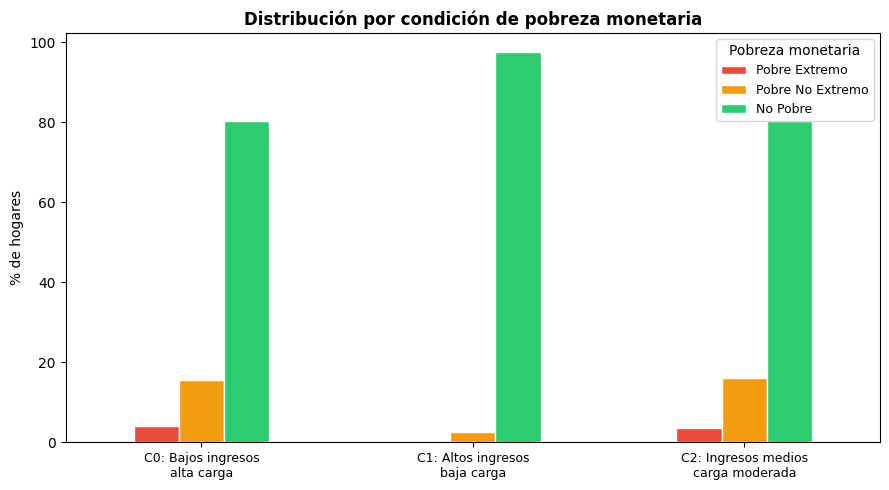 Distribución por condición de pobreza monetaria
Pobreza monetaria
Pobre Extremo
Pobre No Extremo
No Pobre
% de hogares
100
80
60
40
20
0
C0: Bajos ingresos
alta carga
C1: Altos ingresos
baja carga
C2: Ingresos medios
carga moderada